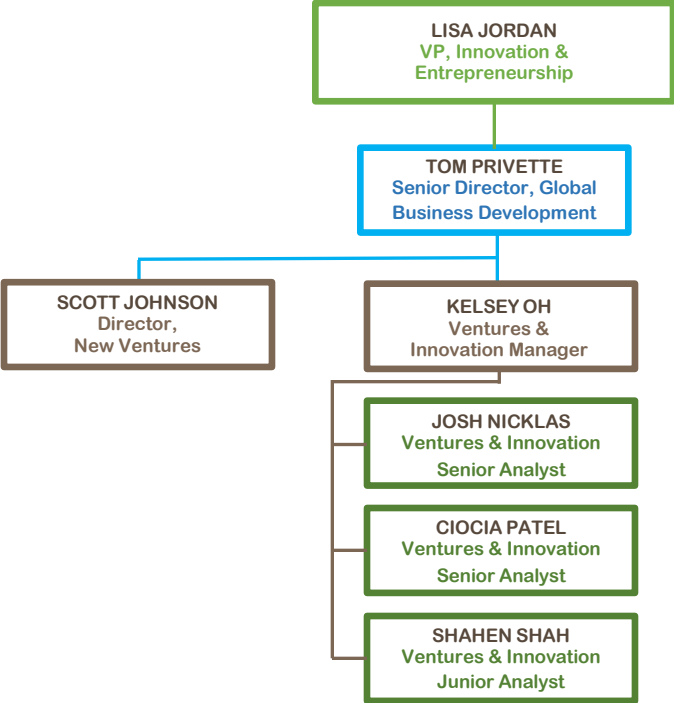 LISA JORDAN
VP, Innovation &
Entrepreneurship
TOM PRIVETTE
Senior Director, Global
Business Development
SCOTT JOHNSON
Director,
New Ventures
KELSEY OH
Ventures &
Innovation Manager
JOSH NICKLAS
Ventures & Innovation
Senior Analyst
CIOCIA PATEL
Ventures & Innovation
Senior Analyst
SHAHEN SHAH
Ventures & Innovation
Junior Analyst